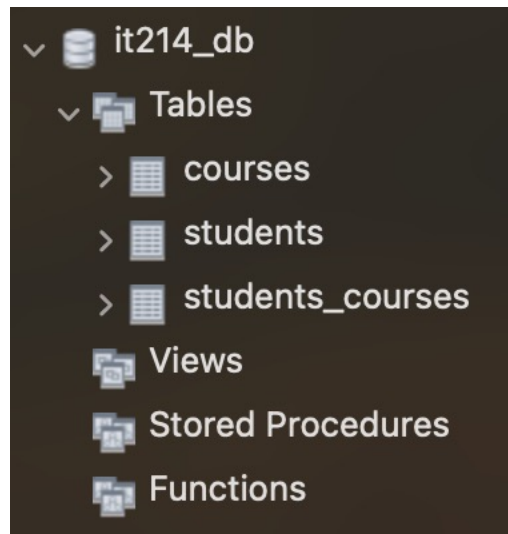 it214_db
Tables
courses
students
students_courses
Views
Stored Procedures
Functions